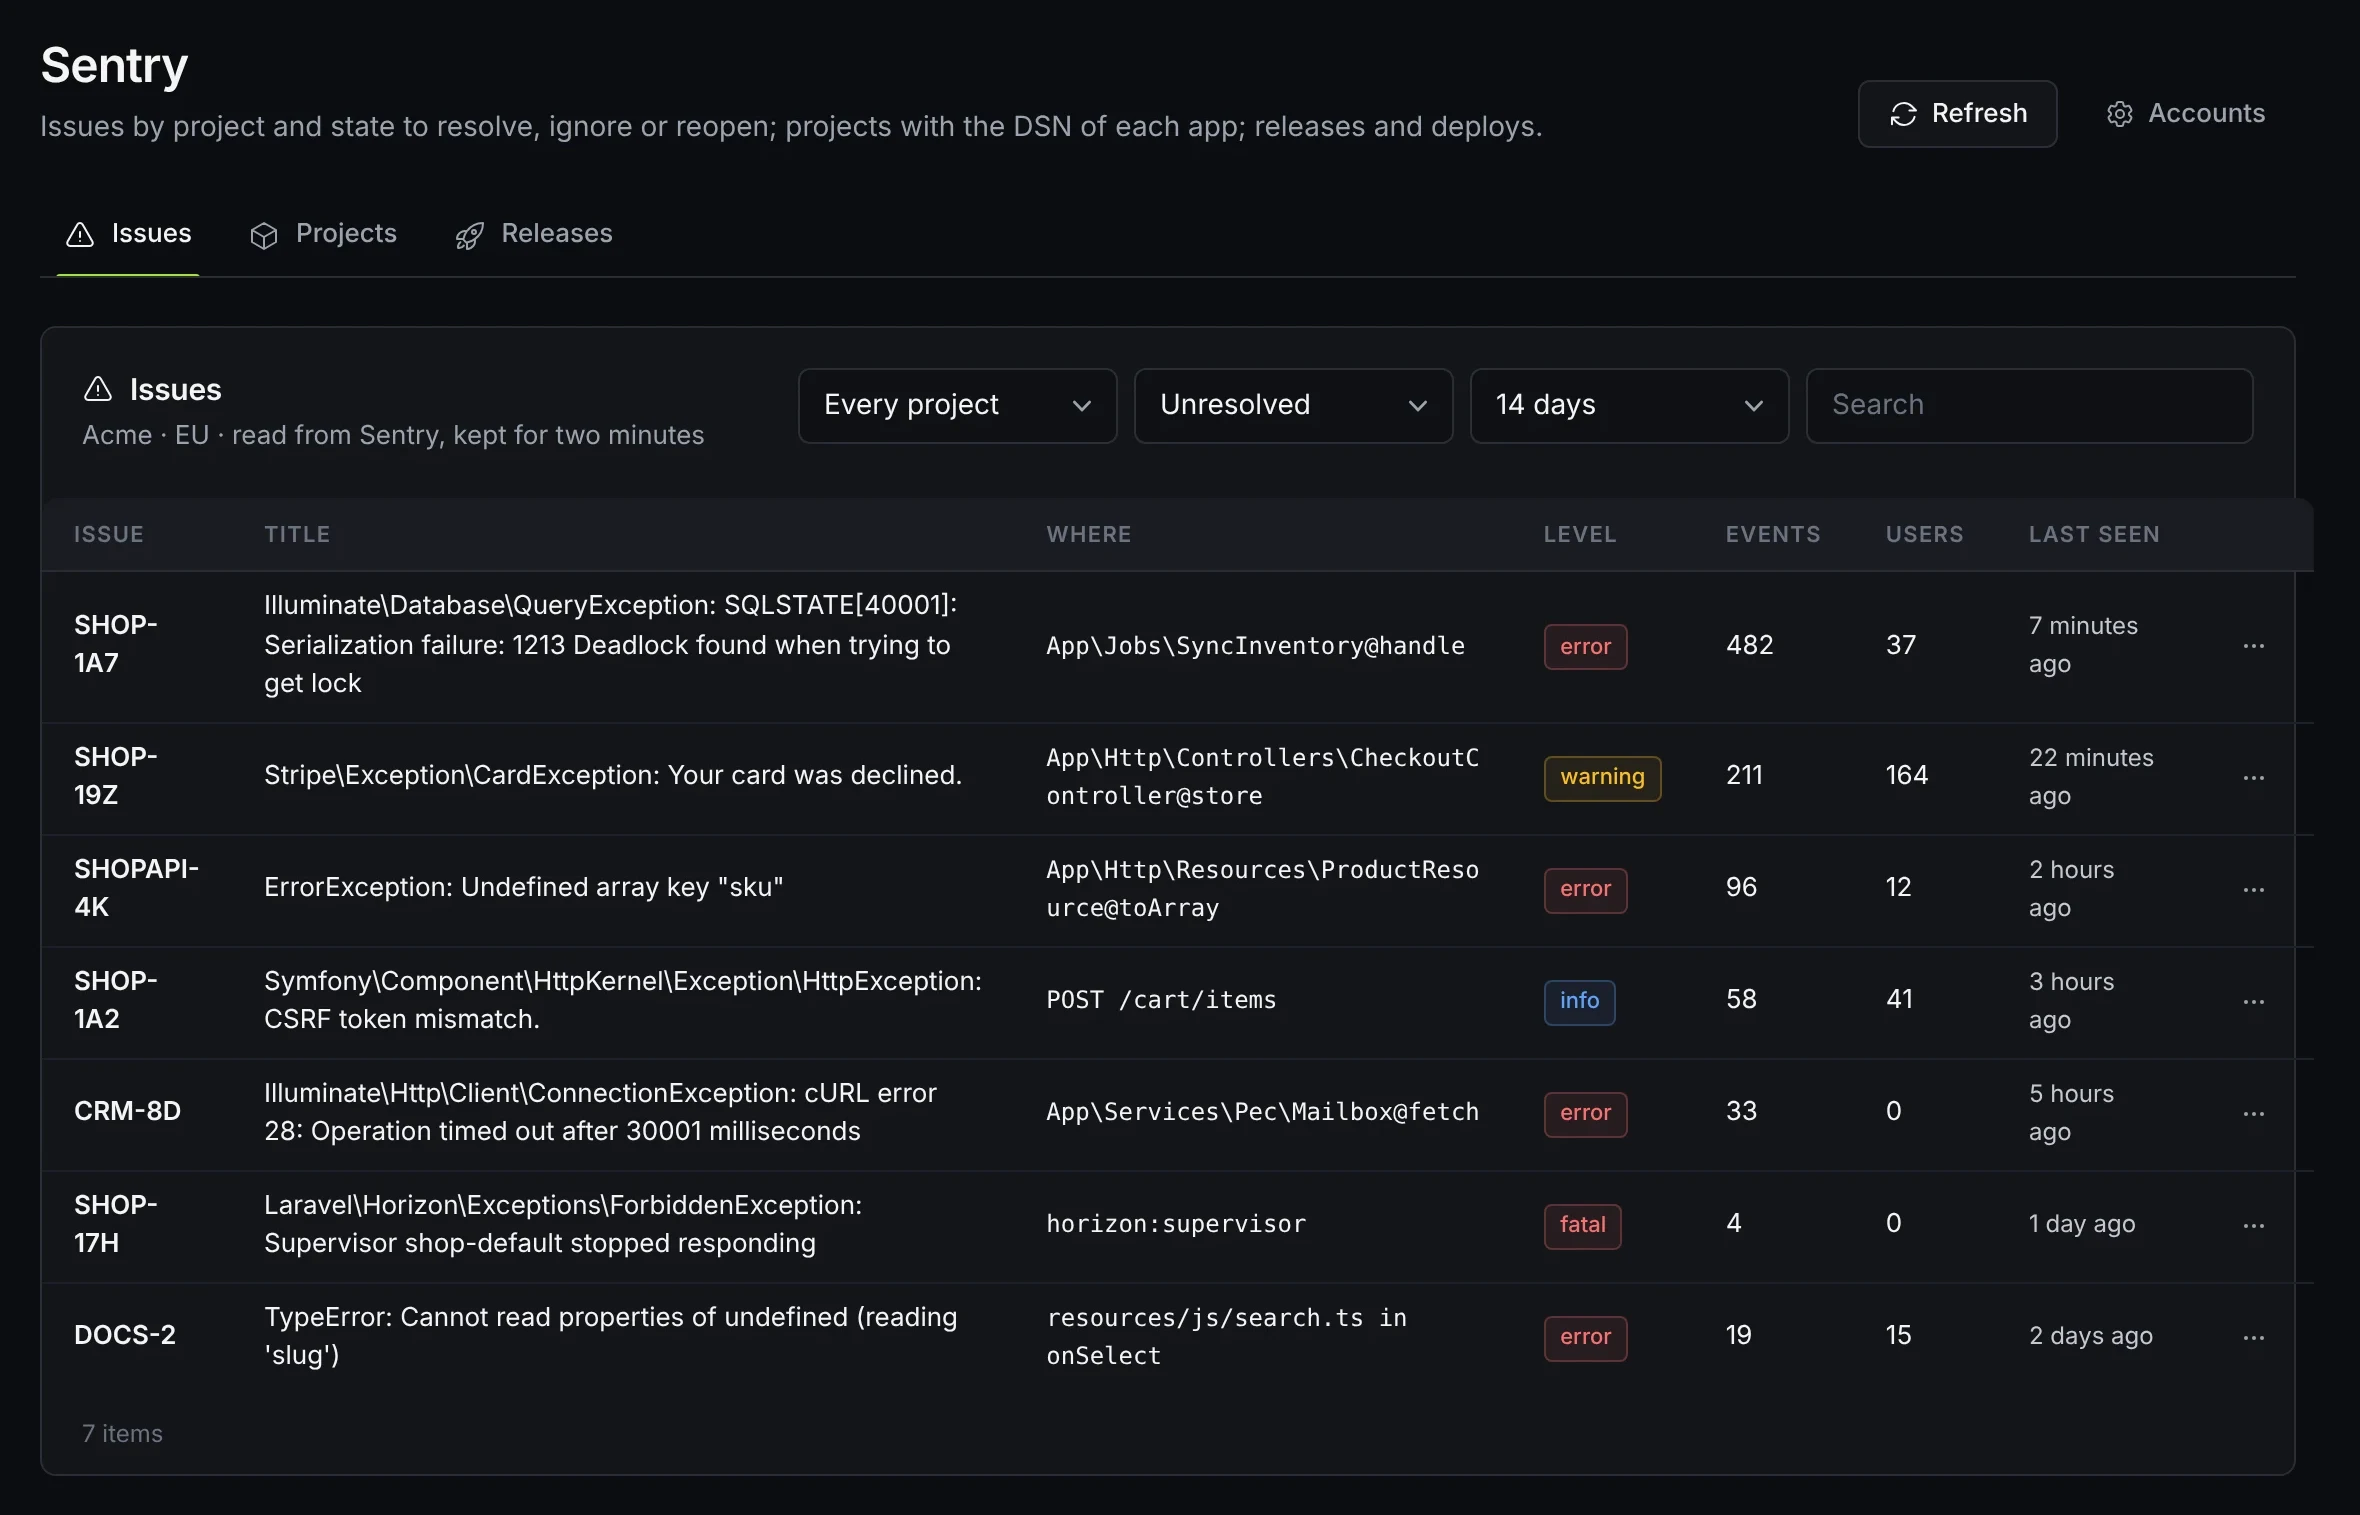 Sentry
Issues by project and state to resolve, ignore or reopen; projects with the DSN of each app; releases and deploys.
Refresh
Accounts
Issues
Projects
Releases
Issues
Acme · EU · read from Sentry, kept for two minutes
Every project
Unresolved
14 days
Search
ISSUE TITLE WHERE LEVEL EVENTS USERS LAST SEEN
SHOP-
1A7
Illuminate\Database\QueryException: SQLSTATE[40001]:
Serialization failure: 1213 Deadlock found when trying to
get lock
App\Jobs\SyncInventory@handle
error
482
37
7 minutes
ago
SHOP-
19Z
Stripe\Exception\CardException: Your card was declined.
App\Http\Controllers\CheckoutC
ontroller@store
warning
211
164
22 minutes
ago
SHOPAPI-
4K
ErrorException: Undefined array key "sku"
App\Http\Resources\ProductReso
urce@toArray
error
96
12
2 hours
ago
SHOP-
1A2
Symfony\Component\HttpKernel\Exception\HttpException:
CSRF token mismatch.
POST /cart/items
info
58
41
3 hours
ago
CRM-8D
Illuminate\Http\Client\ConnectionException: cURL error
28: Operation timed out after 30001 milliseconds
App\Services\Pec\Mailbox@fetch
error
33
0
5 hours
ago
SHOP-
17H
Laravel\Horizon\Exceptions\ForbiddenException:
Supervisor shop-default stopped responding
horizon:supervisor
fatal
4
0
1 day ago
DOCS-2
TypeError: Cannot read properties of undefined (reading
'slug')
resources/js/search.ts in
onSelect
error
19
15
2 days ago
7 items